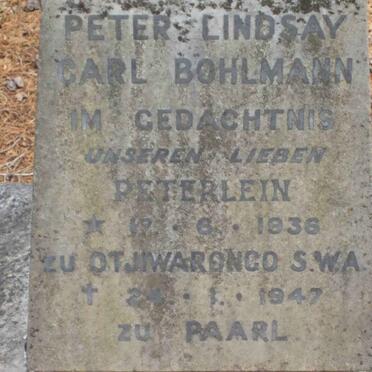 PETER LINDSAY
CARL BOHLMANN
IM GEDACHTNIS
UNSEREN LIEBEN
PETERLEIN
* 17 · 6 · 1936
ZU OTJIWARONGO S.W.A.
† 24 · 1 · 1947
ZU PAARL